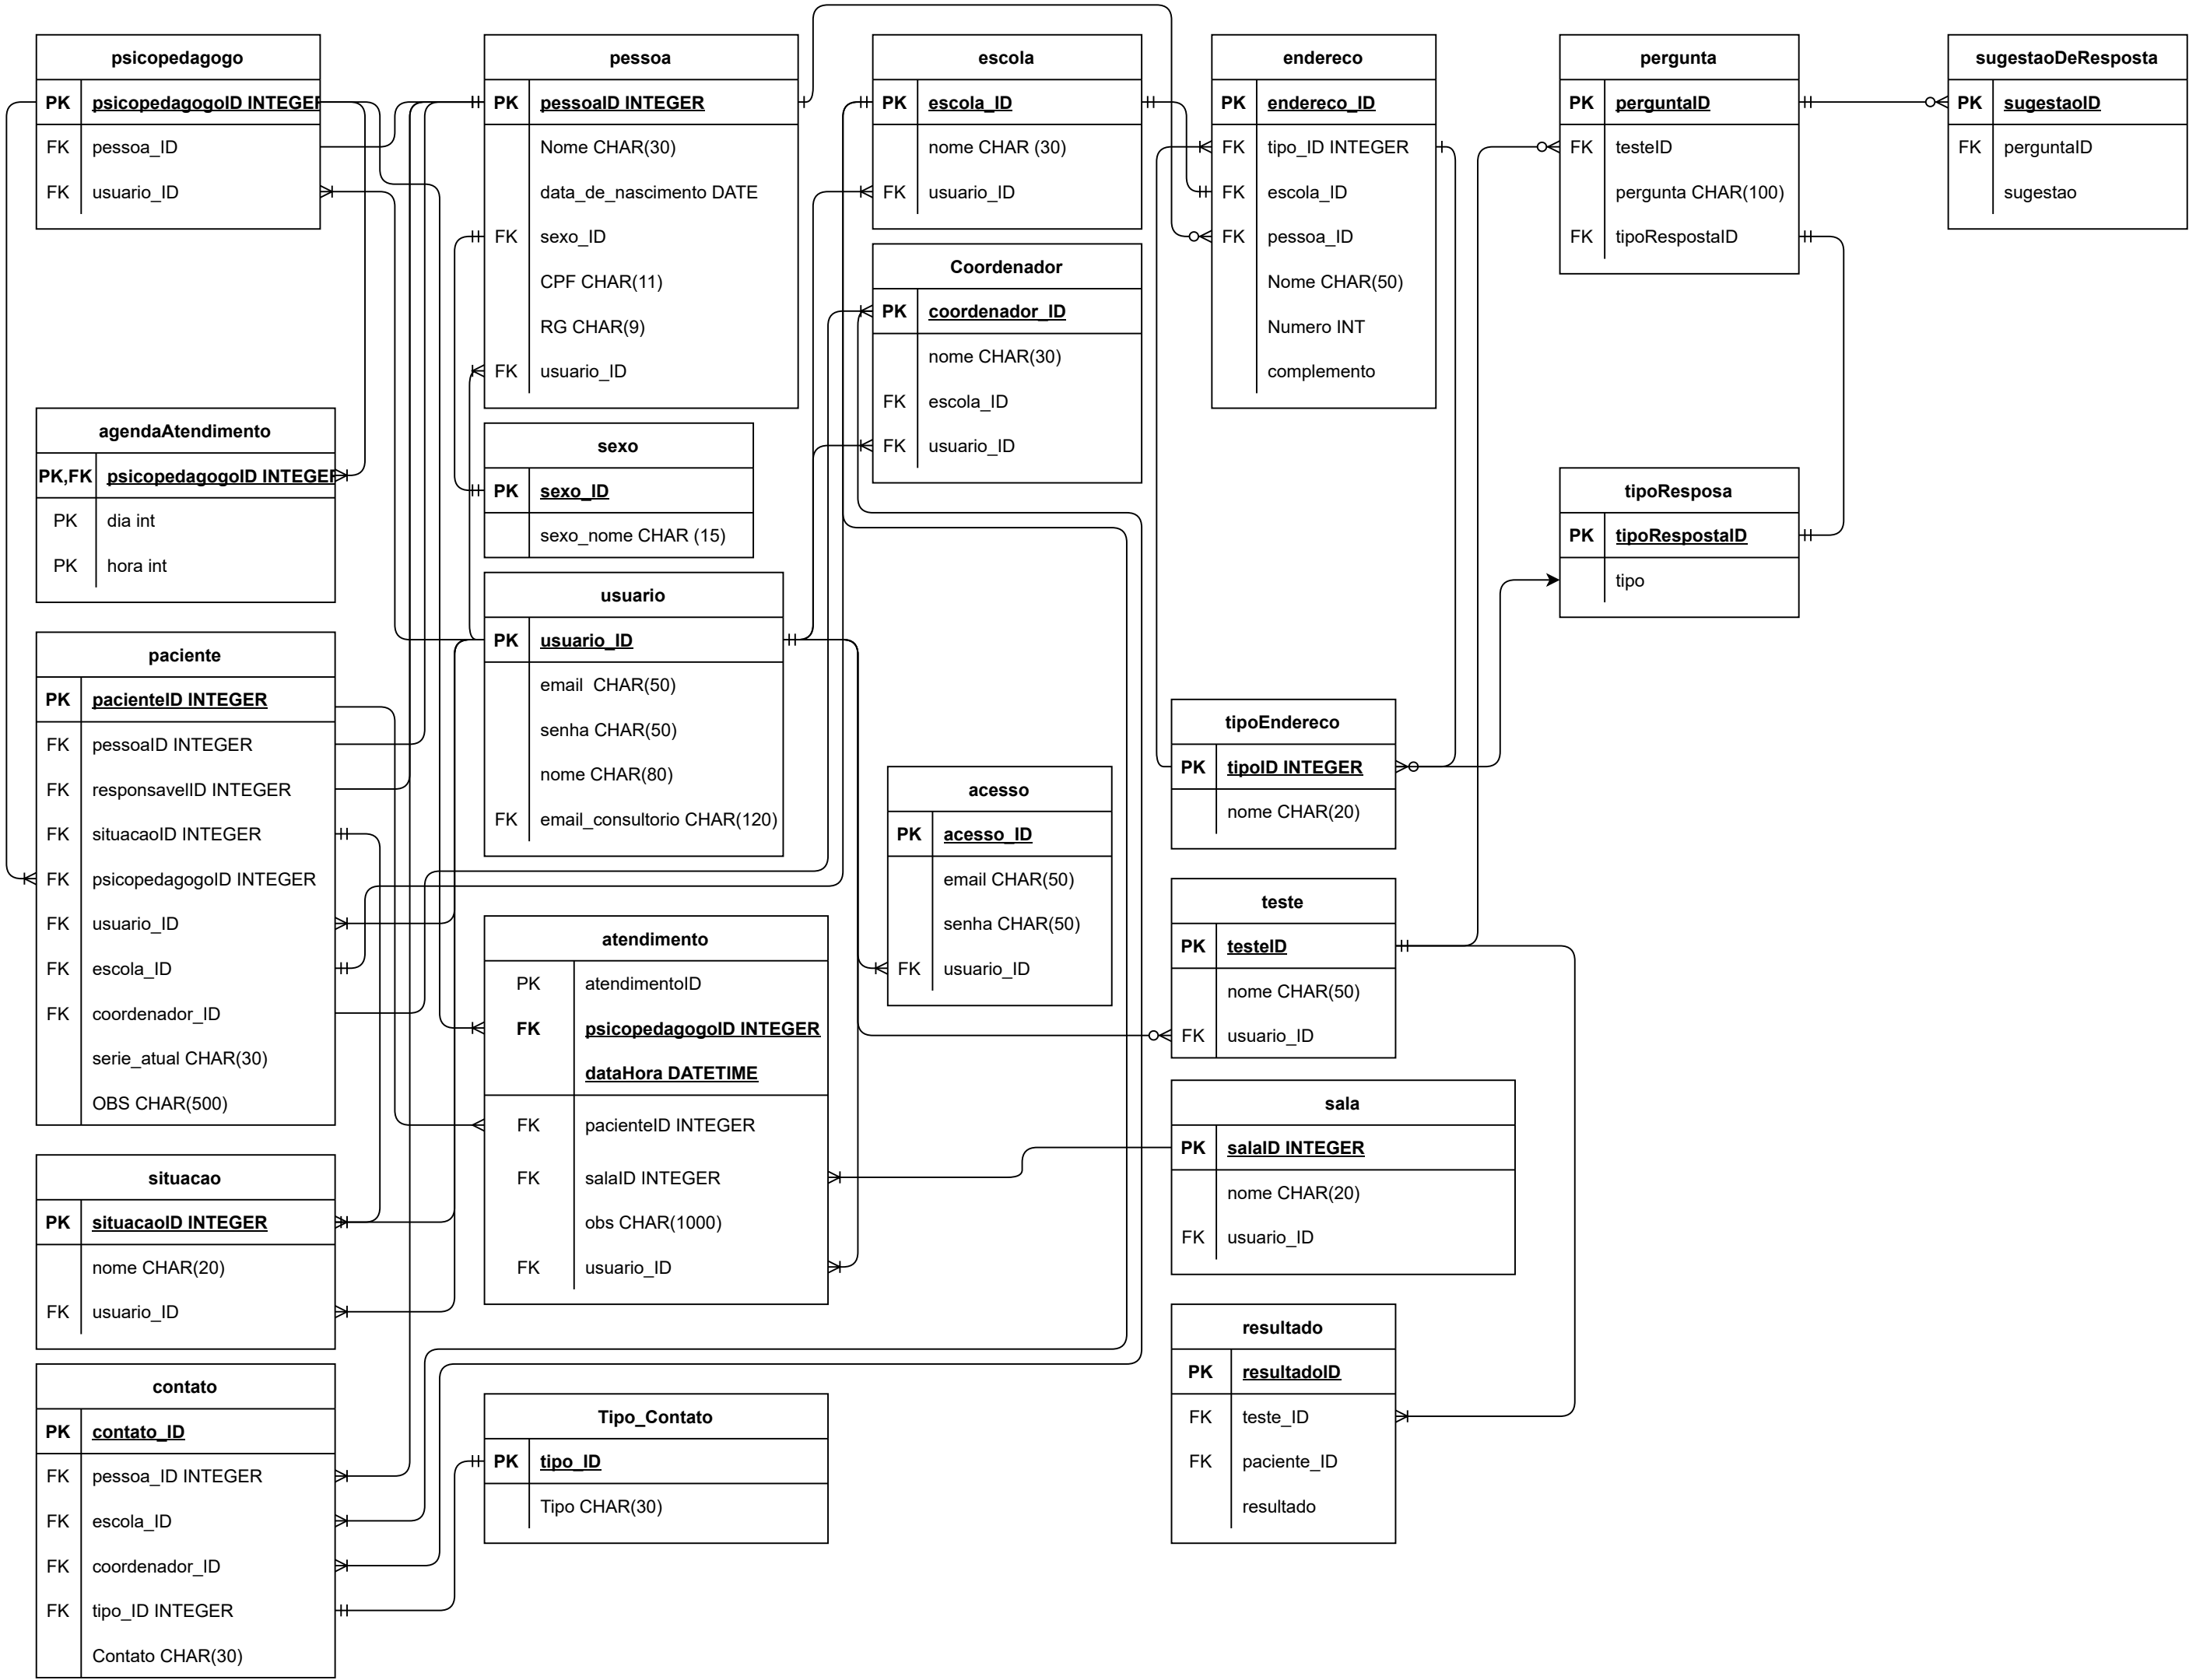 psicopedagogo
PK psicopedagogoID INTEGER
FK pessoa_ID
FK usuario_ID
pessoa
PK pessoaID INTEGER
Nome CHAR(30)
data_de_nascimento DATE
FK sexo_ID
CPF CHAR(11)
RG CHAR(9)
FK usuario_ID
escola
PK escola_ID
nome CHAR (30)
FK usuario_ID
endereco
PK endereco_ID
FK tipo_ID INTEGER
FK escola_ID
FK pessoa_ID
Nome CHAR(50)
Numero INT
complemento
pergunta
PK perguntaID
FK testeID
pergunta CHAR(100)
FK tipoRespostaID
sugestaoDeResposta
PK sugestaoID
FK perguntaID
sugestao
Coordenador
PK coordenador_ID
nome CHAR(30)
FK escola_ID
FK usuario_ID
agendaAtendimento
PK,FK psicopedagogoID INTEGER
PK dia int
PK hora int
sexo
PK sexo_ID
sexo_nome CHAR (15)
tipoResposa
PK tipoRespostaID
tipo
usuario
PK usuario_ID
email  CHAR(50)
senha CHAR(50)
nome CHAR(80)
FK email_consultorio CHAR(120)
paciente
PK pacienteID INTEGER
FK pessoaID INTEGER
FK responsavelID INTEGER
FK situacaoID INTEGER
FK psicopedagogoID INTEGER
FK usuario_ID
FK escola_ID
FK coordenador_ID
serie_atual CHAR(30)
OBS CHAR(500)
tipoEndereco
PK tipoID INTEGER
nome CHAR(20)
acesso
PK acesso_ID
email CHAR(50)
senha CHAR(50)
FK usuario_ID
teste
PK testeID
nome CHAR(50)
FK usuario_ID
atendimento
PK atendimentoID
FK psicopedagogoID INTEGER
dataHora DATETIME
FK pacienteID INTEGER
FK salaID INTEGER
obs CHAR(1000)
FK usuario_ID
sala
PK salaID INTEGER
nome CHAR(20)
FK usuario_ID
situacao
PK situacaoID INTEGER
nome CHAR(20)
FK usuario_ID
resultado
PK resultadoID
FK teste_ID
FK paciente_ID
resultado
contato
PK contato_ID
FK pessoa_ID INTEGER
FK escola_ID
FK coordenador_ID
FK tipo_ID INTEGER
Contato CHAR(30)
Tipo_Contato
PK tipo_ID
Tipo CHAR(30)